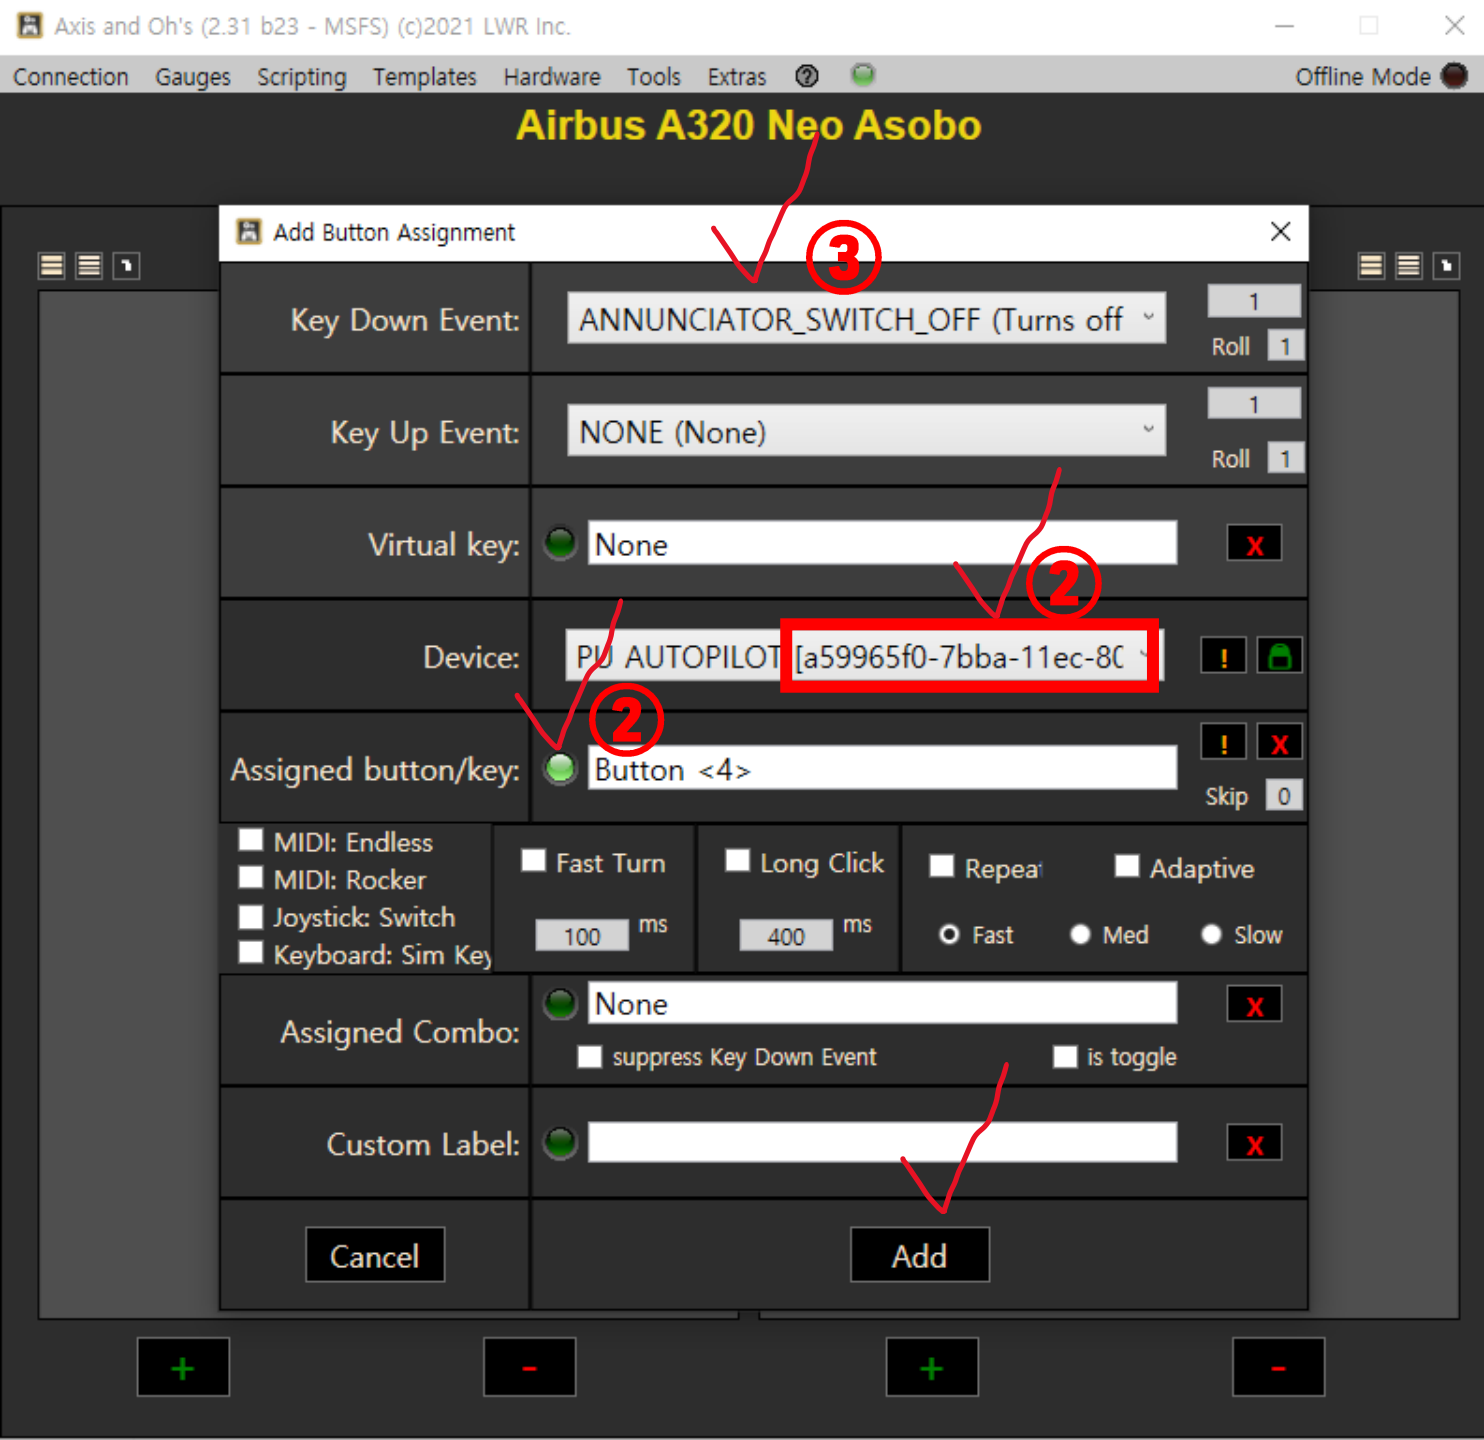 Axis and Oh's (2.31 b23 - MSFS) (c)2021 LWR Inc.
Connection Gauges Scripting Templates Hardware Tools Extras Offline Mode
Airbus A320 Neo Asobo
Add Button Assignment
③
Key Down Event: ANNUNCIATOR_SWITCH_OFF (Turns off 1
Roll 1
Key Up Event: NONE (None) 1
Roll 1
Virtual key: None X
②
Device: PU AUTOPILOT [a59965f0-7bba-11ec-80 !
②
Assigned button/key: Button <4> ! X
Skip 0
MIDI: Endless
MIDI: Rocker
Joystick: Switch
Keyboard: Sim Key
Fast Turn
100 ms
Long Click
400 ms
Repeat Adaptive
Fast Med Slow
Assigned Combo: None X
suppress Key Down Event is toggle
Custom Label: X
Cancel Add
+ - + -